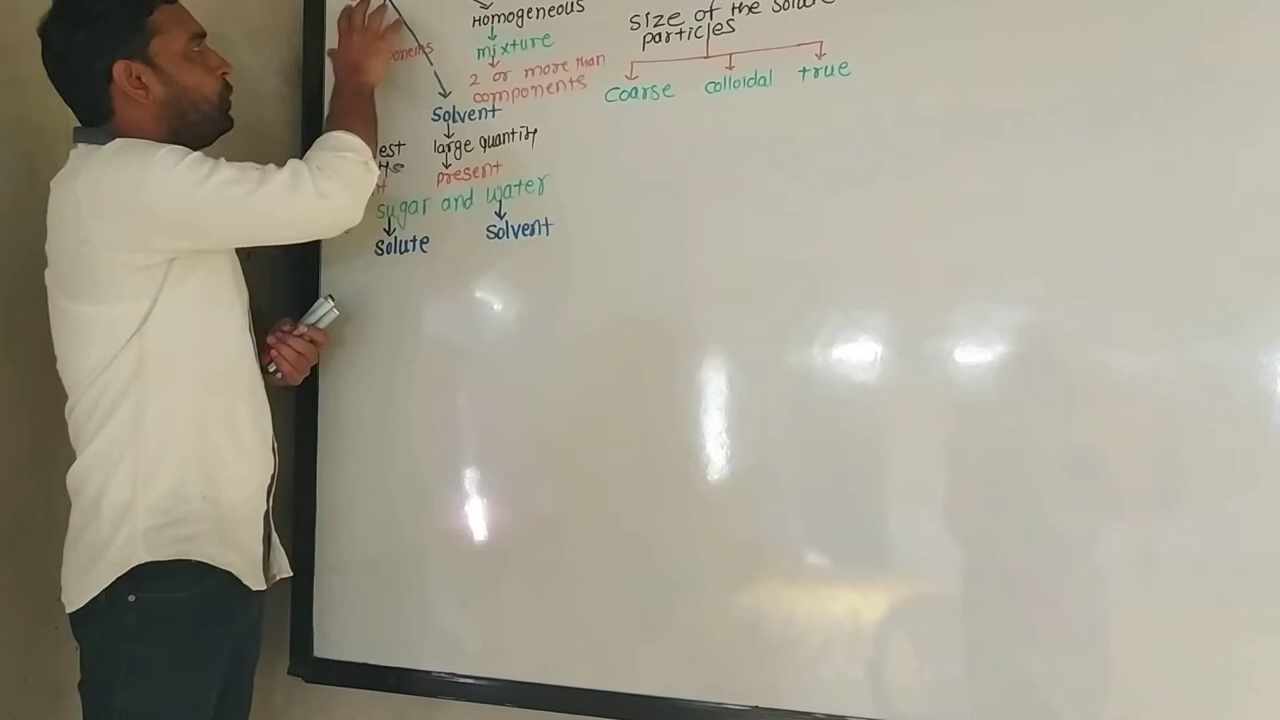 Homogeneous
mixture
2 or more than
components
Solvent
large quantity
present
sugar and water
solute
Solvent
size of the solute
particles
coarse colloidal true